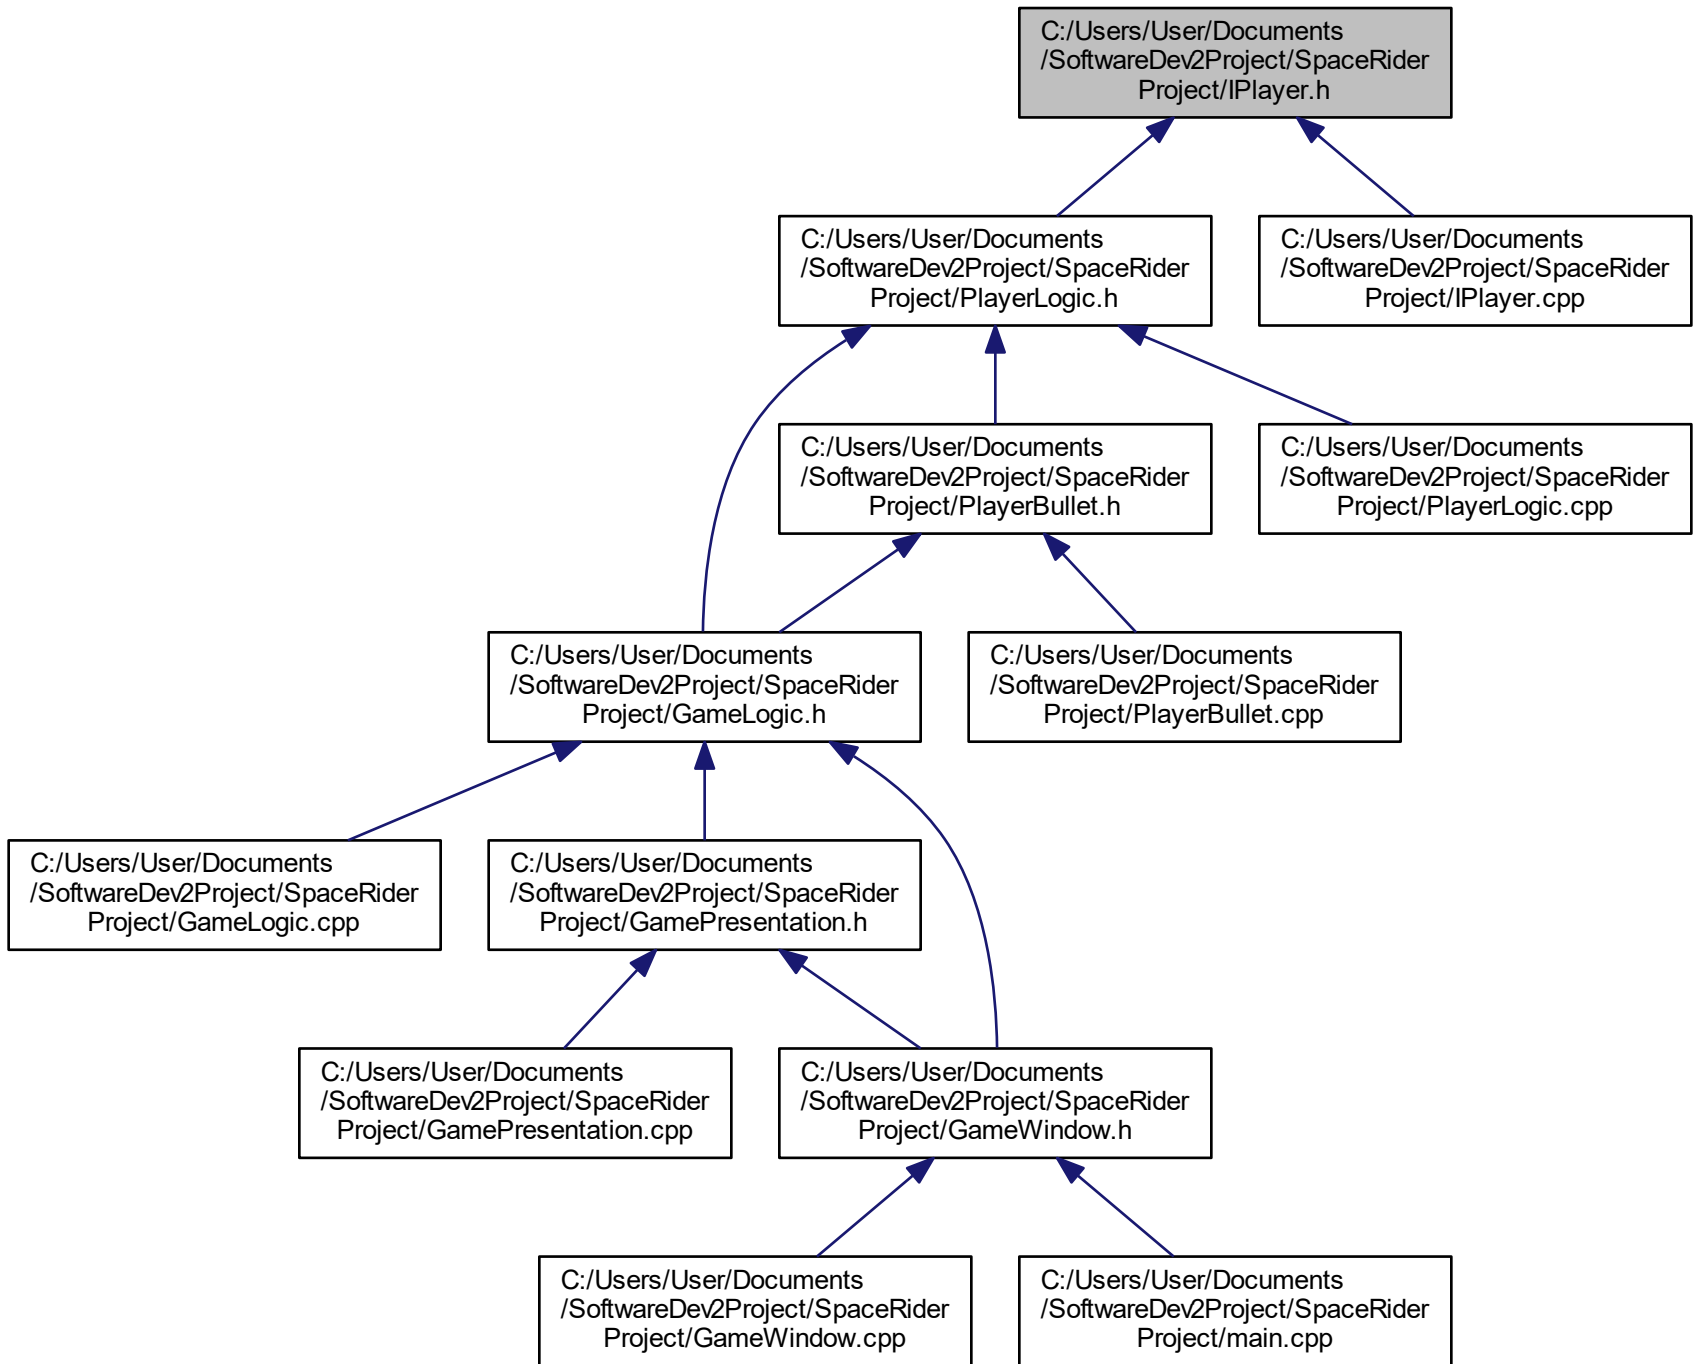 C:/Users/User/Documents
/SoftwareDev2Project/SpaceRider
Project/IPlayer.h
C:/Users/User/Documents
/SoftwareDev2Project/SpaceRider
Project/PlayerLogic.h
C:/Users/User/Documents
/SoftwareDev2Project/SpaceRider
Project/IPlayer.cpp
C:/Users/User/Documents
/SoftwareDev2Project/SpaceRider
Project/PlayerBullet.h
C:/Users/User/Documents
/SoftwareDev2Project/SpaceRider
Project/PlayerLogic.cpp
C:/Users/User/Documents
/SoftwareDev2Project/SpaceRider
Project/GameLogic.h
C:/Users/User/Documents
/SoftwareDev2Project/SpaceRider
Project/PlayerBullet.cpp
C:/Users/User/Documents
/SoftwareDev2Project/SpaceRider
Project/GameLogic.cpp
C:/Users/User/Documents
/SoftwareDev2Project/SpaceRider
Project/GamePresentation.h
C:/Users/User/Documents
/SoftwareDev2Project/SpaceRider
Project/GamePresentation.cpp
C:/Users/User/Documents
/SoftwareDev2Project/SpaceRider
Project/GameWindow.h
C:/Users/User/Documents
/SoftwareDev2Project/SpaceRider
Project/GameWindow.cpp
C:/Users/User/Documents
/SoftwareDev2Project/SpaceRider
Project/main.cpp